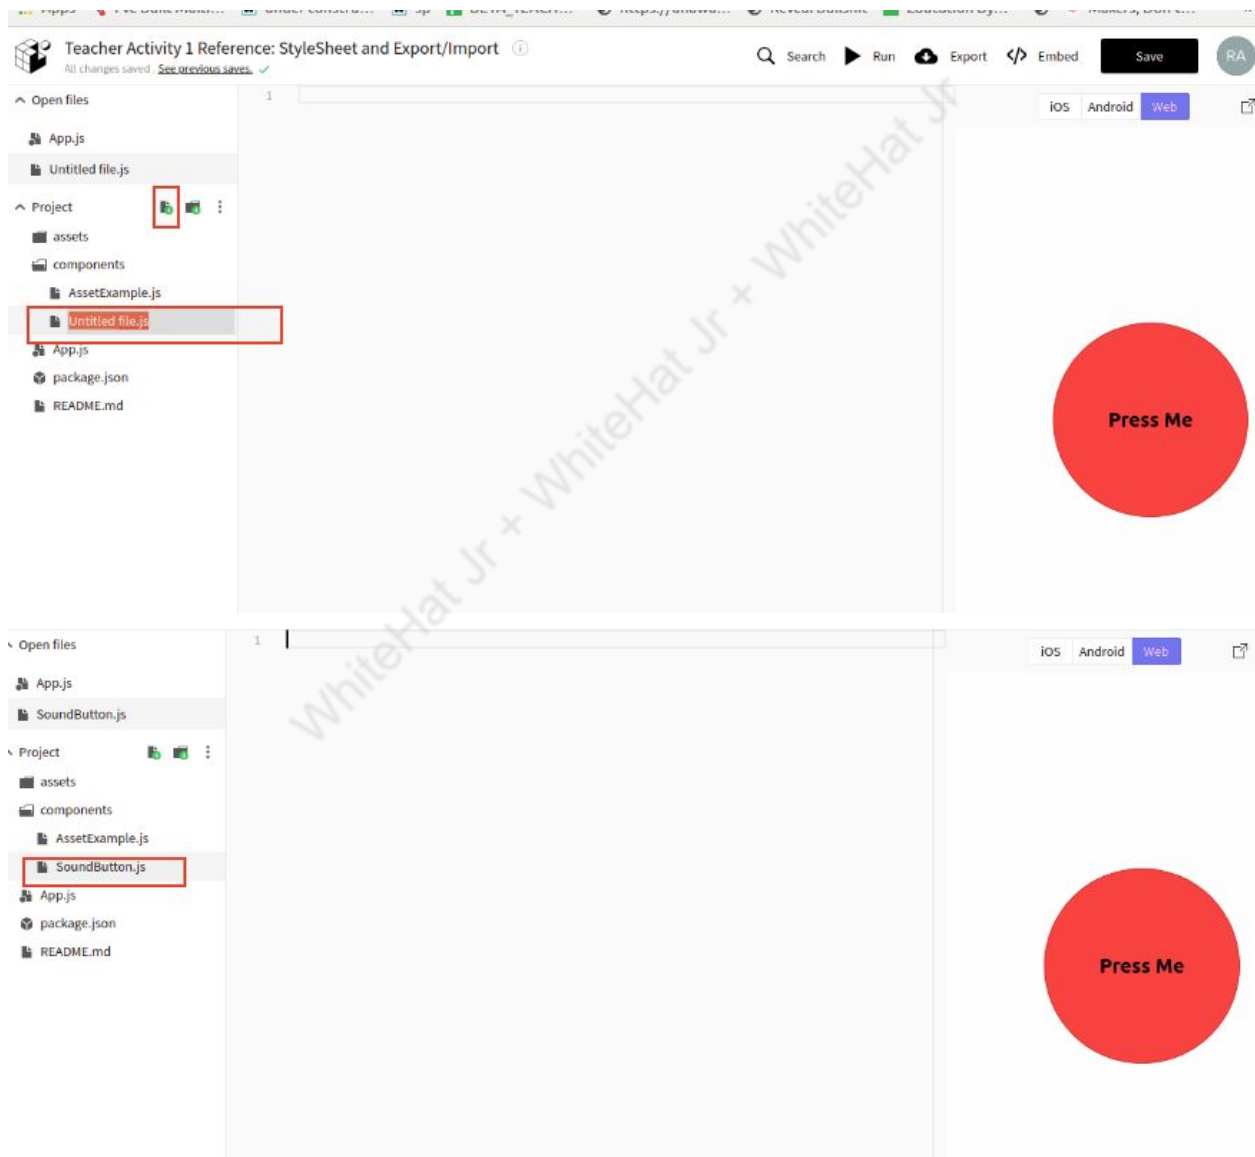 Apps
Teacher Activity 1 Reference: StyleSheet and Export/Import
All changes saved. See previous saves.
Search Run Export Embed Save RA
Open files
1
iOS Android Web
App.js
Untitled file.js
Project
assets
components
AssetExample.js
Untitled file.js
App.js
package.json
README.md
Press Me
WhiteHat Jr + WhiteHat Jr + WhiteHat Jr
Open files
1
iOS Android Web
App.js
SoundButton.js
Project
assets
components
AssetExample.js
SoundButton.js
App.js
package.json
README.md
Press Me